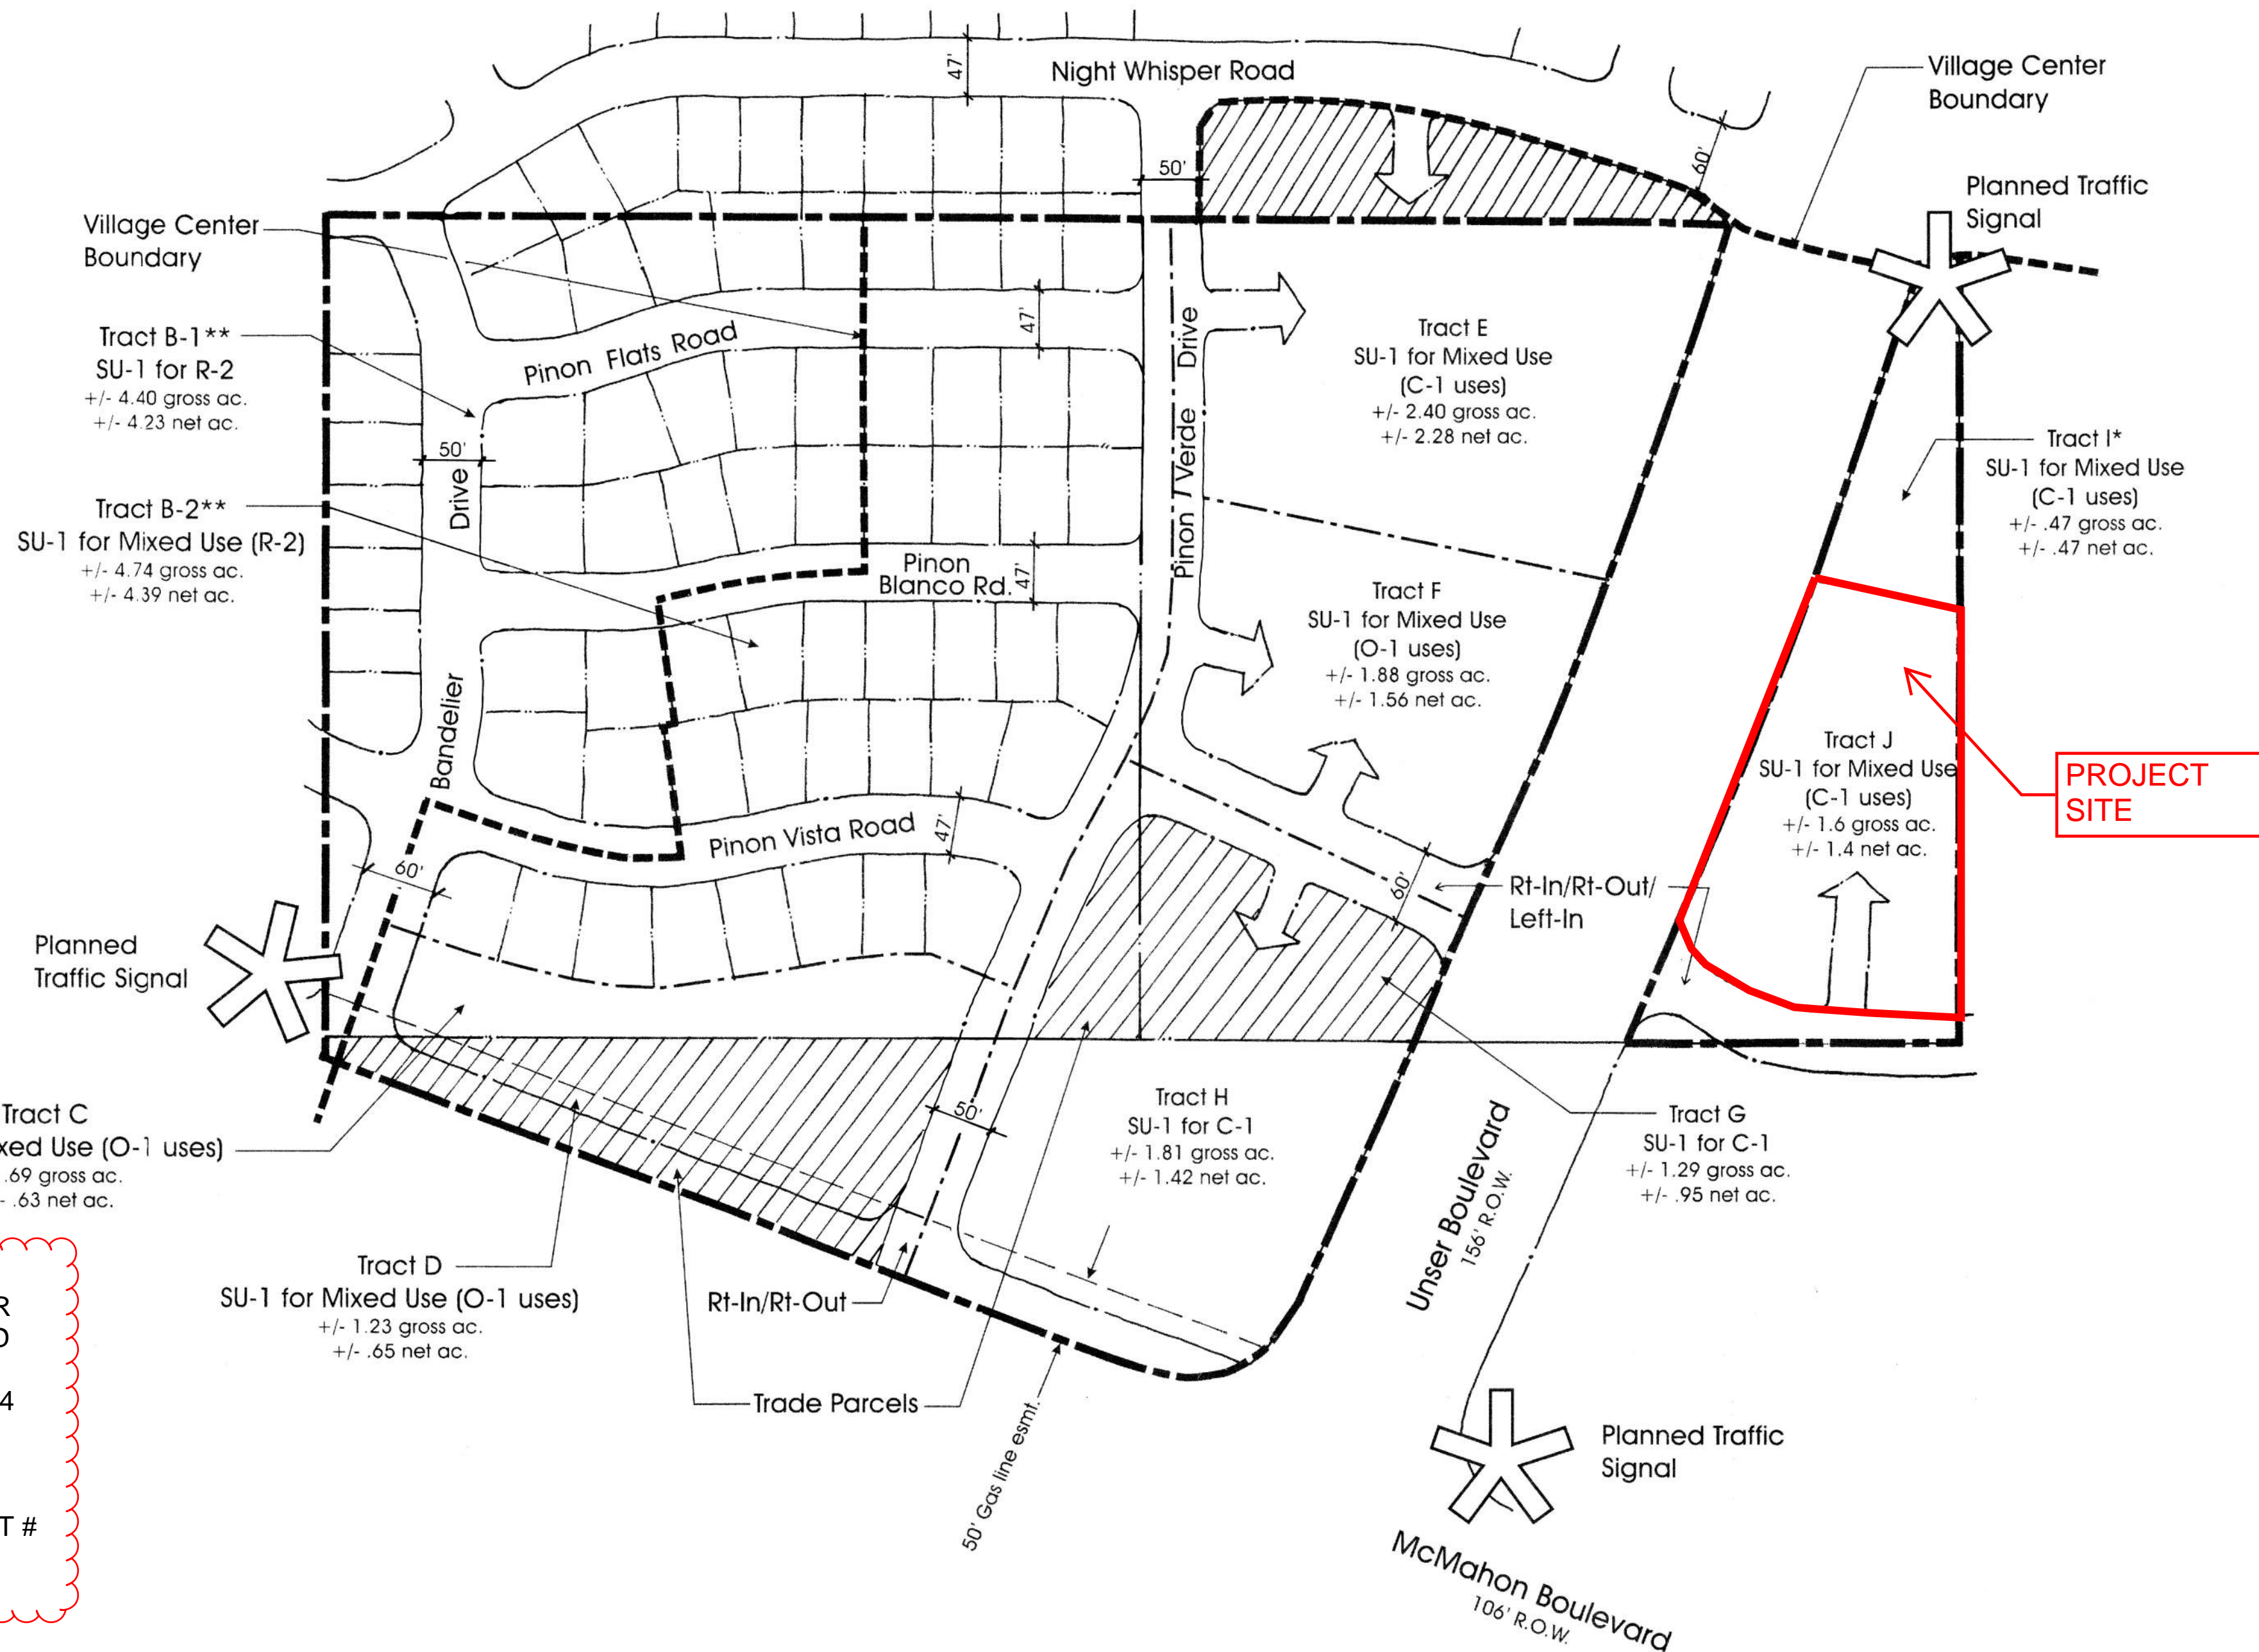 Night Whisper Road
47'
Village Center
Boundary
50'
60'
Planned Traffic
Signal
Village Center
Boundary
Tract B-1**
SU-1 for R-2
+/- 4.40 gross ac.
+/- 4.23 net ac.
Pinon Flats Road
47'
Pinon Verde Drive
Tract E
SU-1 for Mixed Use
(C-1 uses)
+/- 2.40 gross ac.
+/- 2.28 net ac.
Tract I*
SU-1 for Mixed Use
(C-1 uses)
+/- .47 gross ac.
+/- .47 net ac.
50'
Bandelier Drive
Tract B-2**
SU-1 for Mixed Use (R-2)
+/- 4.74 gross ac.
+/- 4.39 net ac.
Pinon
Blanco Rd.
47'
Tract F
SU-1 for Mixed Use
(O-1 uses)
+/- 1.88 gross ac.
+/- 1.56 net ac.
Tract J
SU-1 for Mixed Use
(C-1 uses)
+/- 1.6 gross ac.
+/- 1.4 net ac.
PROJECT
SITE
Pinon Vista Road
47'
60'
60'
Rt-In/Rt-Out/
Left-In
Planned
Traffic Signal
Tract C
xed Use (O-1 uses)
.69 gross ac.
- .63 net ac.
50'
Tract H
SU-1 for C-1
+/- 1.81 gross ac.
+/- 1.42 net ac.
Tract G
SU-1 for C-1
+/- 1.29 gross ac.
+/- .95 net ac.
Unser Boulevard
156' R.O.W.
Tract D
SU-1 for Mixed Use (O-1 uses)
+/- 1.23 gross ac.
+/- .65 net ac.
Rt-In/Rt-Out
Trade Parcels
50' Gas line esmt.
Planned Traffic
Signal
McMahon Boulevard
106' R.O.W.
R
4
T #